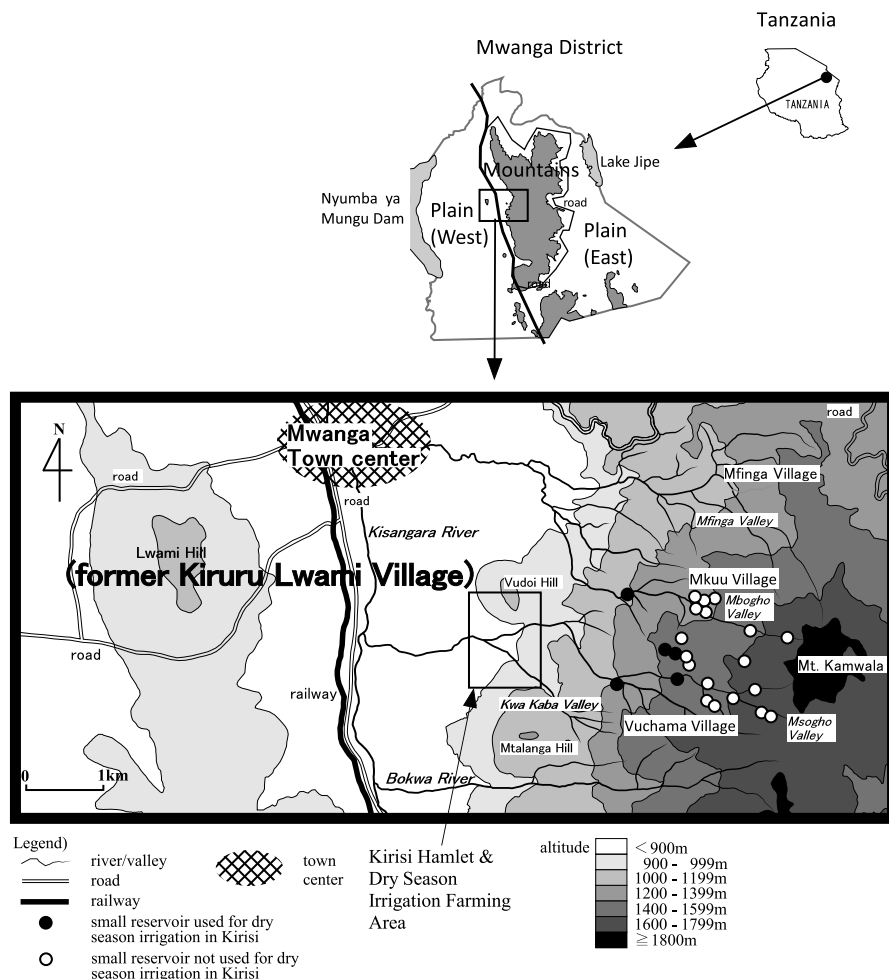 Tanzania
Mwanga District
TANZANIA
Lake Jipe
Mountains
Nyumba ya
Mungu Dam
road
Plain
(West)
Plain
(East)
road
road
N
Mwanga
Town center
road
road
Mfinga Village
Kisangara River
Mfinga Valley
Lwami Hill
(former Kiruru Lwami Village)
Vudoi Hill
Mkuu Village
Mbogho
Valley
road
Mt. Kamwala
railway
Kwa Kaba Valley
Vuchama Village
Msogho
Valley
Mtalanga Hill
0 1km
Bokwa River
Legend)
river/valley
road
railway
small reservoir used for dry
season irrigation in Kirisi
small reservoir not used for dry
season irrigation in Kirisi
town
center
Kirisi Hamlet &
Dry Season
Irrigation Farming
Area
altitude
< 900m
900 - 999m
1000 - 1199m
1200 - 1399m
1400 - 1599m
1600 - 1799m
≧ 1800m